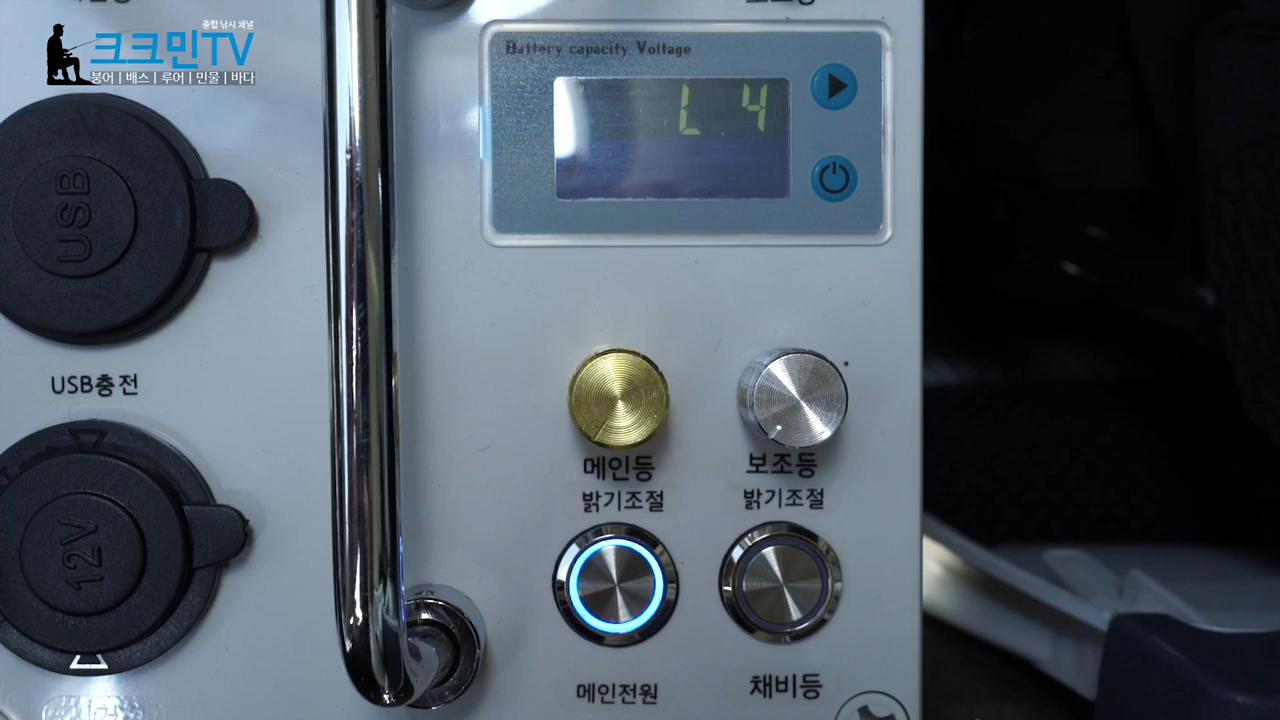 종합 낚시 채널
크크민TV
붕어 | 배스 | 루어 | 민물 | 바다
Battery capacity Voltage
L 4
USB
USB충전
12V
메인등
밝기조절
보조등
밝기조절
메인전원
채비등